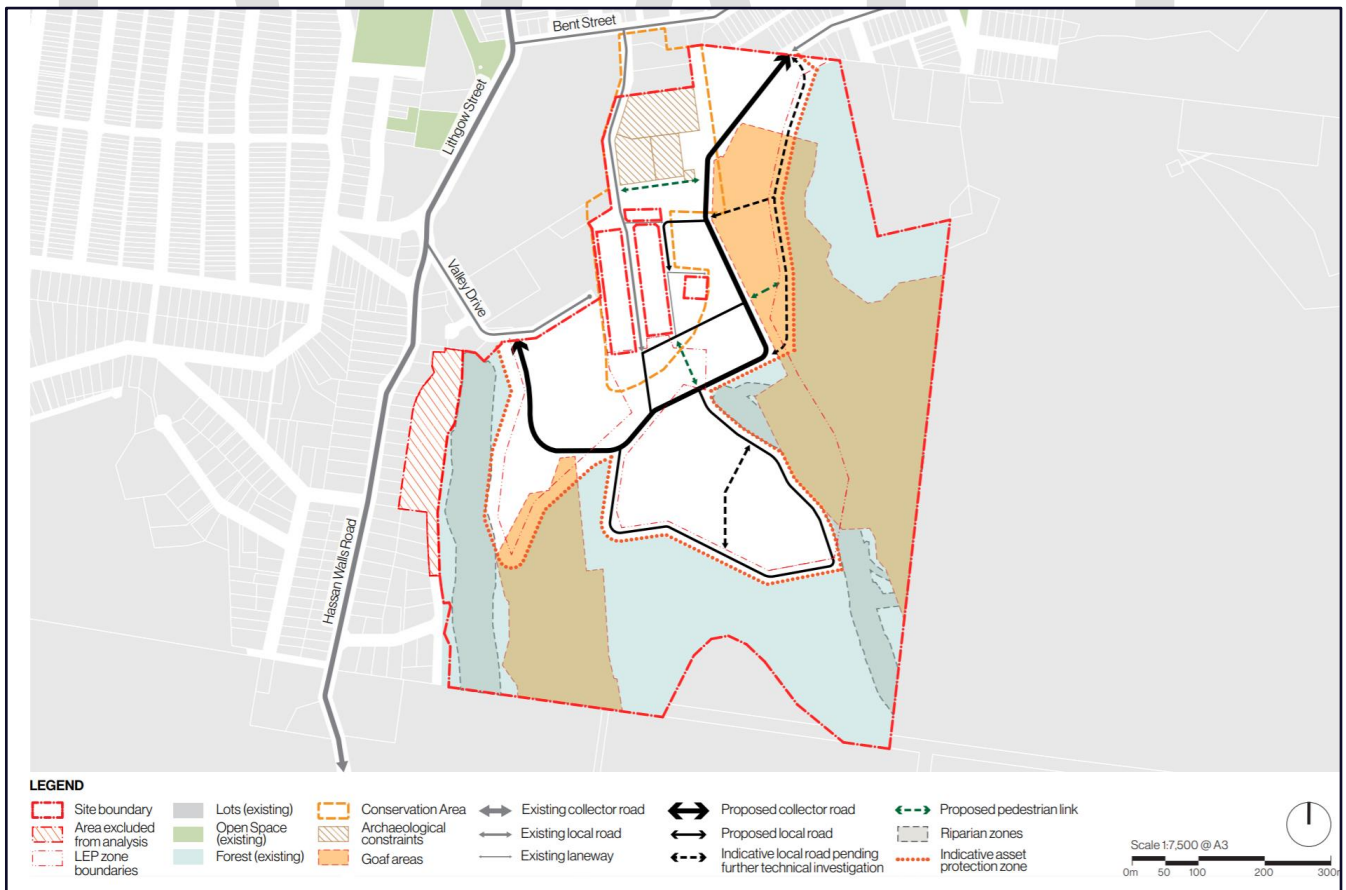 Bent Street
Lithgow Street
Valley Drive
Hassan Walls Road
LEGEND
Site boundary
Area excluded
from analysis
LEP zone
boundaries
Lots (existing)
Open Space
(existing)
Forest (existing)
Conservation Area
Archaeological
constraints
Goaf areas
Existing collector road
Existing local road
Existing laneway
Proposed collector road
Proposed local road
Indicative local road pending
further technical investigation
Proposed pedestrian link
Riparian zones
Indicative asset
protection zone
Scale 1:7,500 @ A3
0m 50 100 200 300m